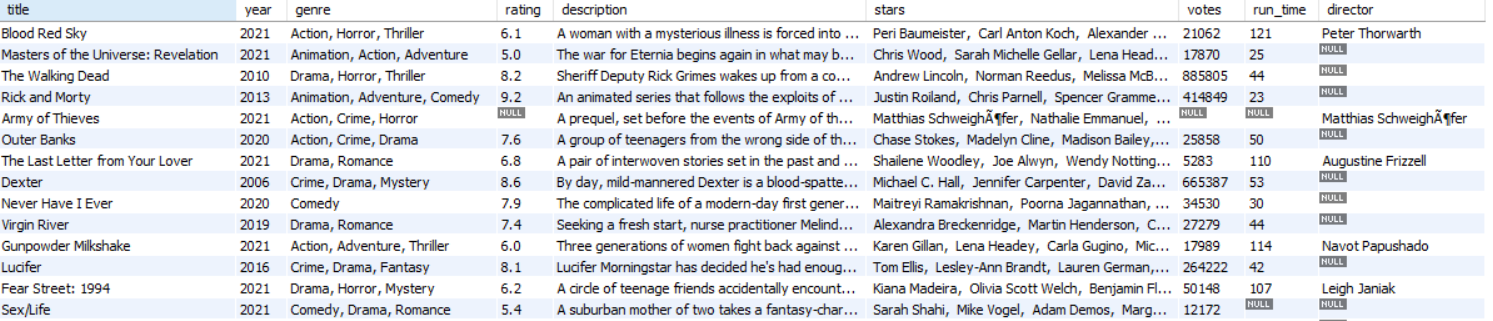 title year genre rating description stars votes run_time director
Blood Red Sky 2021 Action, Horror, Thriller 6.1 A woman with a mysterious illness is forced into ... Peri Baumeister, Carl Anton Koch, Alexander ... 21062 121 Peter Thorwarth
Masters of the Universe: Revelation 2021 Animation, Action, Adventure 5.0 The war for Eternia begins again in what may b... Chris Wood, Sarah Michelle Gellar, Lena Head... 17870 25 NULL
The Walking Dead 2010 Drama, Horror, Thriller 8.2 Sheriff Deputy Rick Grimes wakes up from a co... Andrew Lincoln, Norman Reedus, Melissa McB... 885805 44 NULL
Rick and Morty 2013 Animation, Adventure, Comedy 9.2 An animated series that follows the exploits of ... Justin Roiland, Chris Parnell, Spencer Gramme... 414849 23 NULL
Army of Thieves 2021 Action, Crime, Horror NULL A prequel, set before the events of Army of th... Matthias SchweighÃ¶fer, Nathalie Emmanuel, ... NULL NULL Matthias SchweighÃ¶fer
Outer Banks 2020 Action, Crime, Drama 7.6 A group of teenagers from the wrong side of th... Chase Stokes, Madelyn Cline, Madison Bailey,... 25858 50 NULL
The Last Letter from Your Lover 2021 Drama, Romance 6.8 A pair of interwoven stories set in the past and ... Shailene Woodley, Joe Alwyn, Wendy Notting... 5283 110 Augustine Frizzell
Dexter 2006 Crime, Drama, Mystery 8.6 By day, mild-mannered Dexter is a blood-spatte... Michael C. Hall, Jennifer Carpenter, David Za... 665387 53 NULL
Never Have I Ever 2020 Comedy 7.9 The complicated life of a modern-day first gener... Maitreyi Ramakrishnan, Poorna Jagannathan, ... 34530 30 NULL
Virgin River 2019 Drama, Romance 7.4 Seeking a fresh start, nurse practitioner Melind... Alexandra Breckenridge, Martin Henderson, C... 27279 44 NULL
Gunpowder Milkshake 2021 Action, Adventure, Thriller 6.0 Three generations of women fight back against ... Karen Gillan, Lena Headey, Carla Gugino, Mic... 17989 114 Navot Papushado
Lucifer 2016 Crime, Drama, Fantasy 8.1 Lucifer Morningstar has decided he's had enoug... Tom Ellis, Lesley-Ann Brandt, Lauren German,... 264222 42 NULL
Fear Street: 1994 2021 Drama, Horror, Mystery 6.2 A circle of teenage friends accidentally encount... Kiana Madeira, Olivia Scott Welch, Benjamin Fl... 50148 107 Leigh Janiak
Sex/Life 2021 Comedy, Drama, Romance 5.4 A suburban mother of two takes a fantasy-char... Sarah Shahi, Mike Vogel, Adam Demos, Marg... 12172 NULL NULL